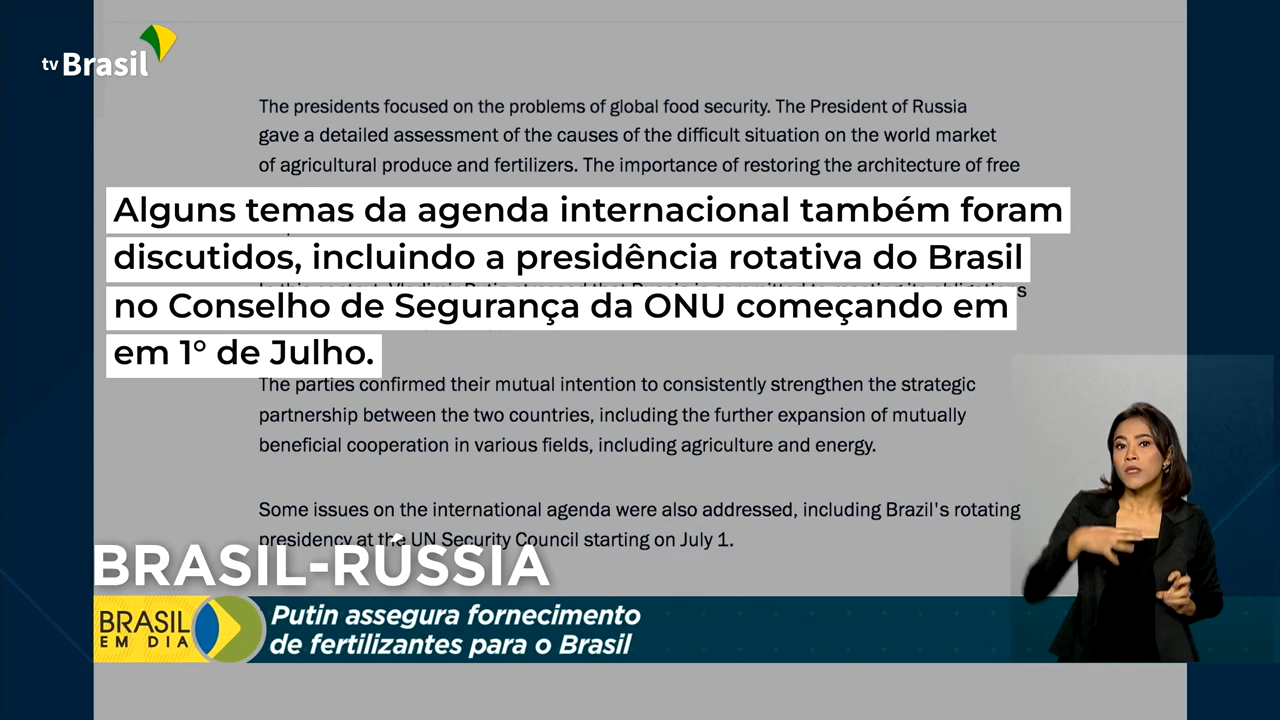 tv Brasil
The presidents focused on the problems of global food security. The President of Russia
gave a detailed assessment of the causes of the difficult situation on the world market
of agricultural produce and fertilizers. The importance of restoring the architecture of free
Alguns temas da agenda internacional também foram
discutidos, incluindo a presidência rotativa do Brasil
no Conselho de Segurança da ONU começando em
em 1° de Julho.
The parties confirmed their mutual intention to consistently strengthen the strategic
partnership between the two countries, including the further expansion of mutually
beneficial cooperation in various fields, including agriculture and energy.
Some issues on the international agenda were also addressed, including Brazil's rotating
presidency at the UN Security Council starting on July 1.
BRASIL-RÚSSIA
BRASIL
EM DIA
Putin assegura fornecimento
de fertilizantes para o Brasil